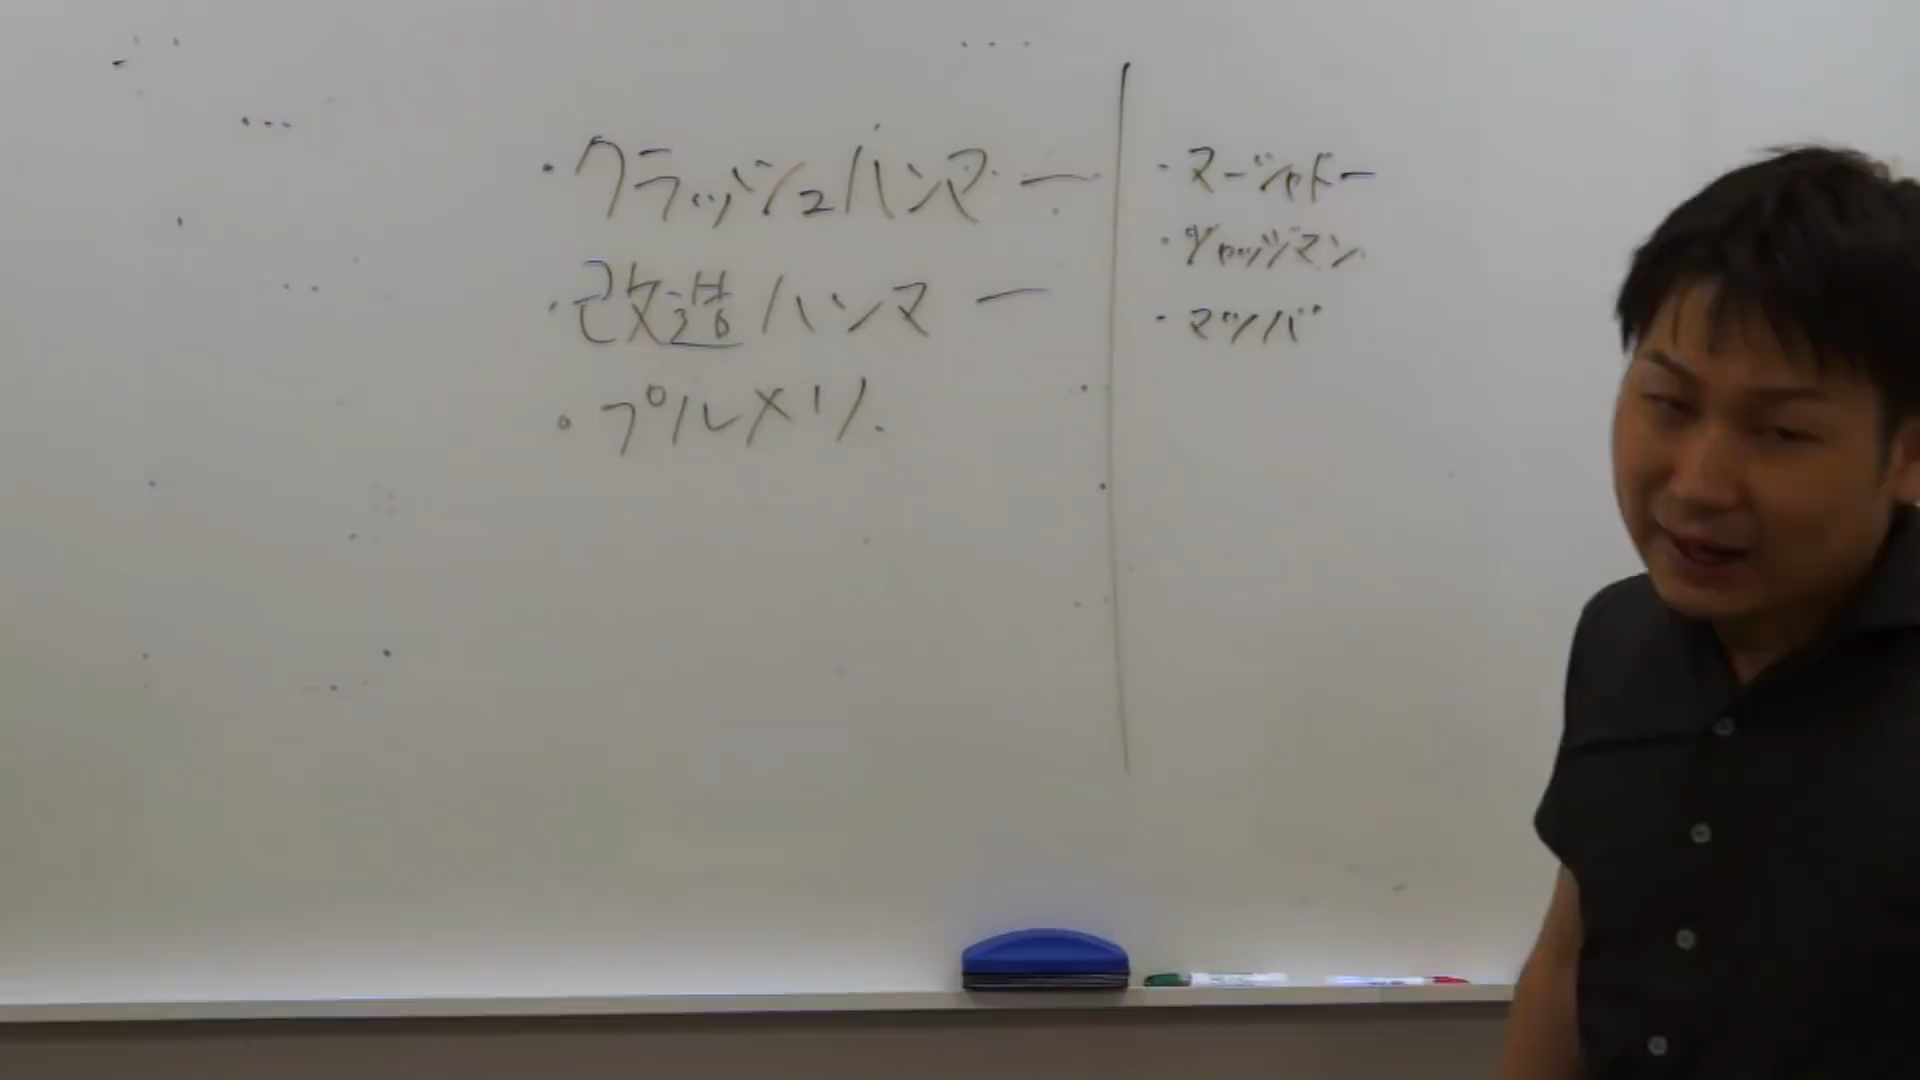 ・クラッシュハンマー
・改造ハンマー
・プルメリ
・マーシャドー
・ジャッジマン
・マツバ